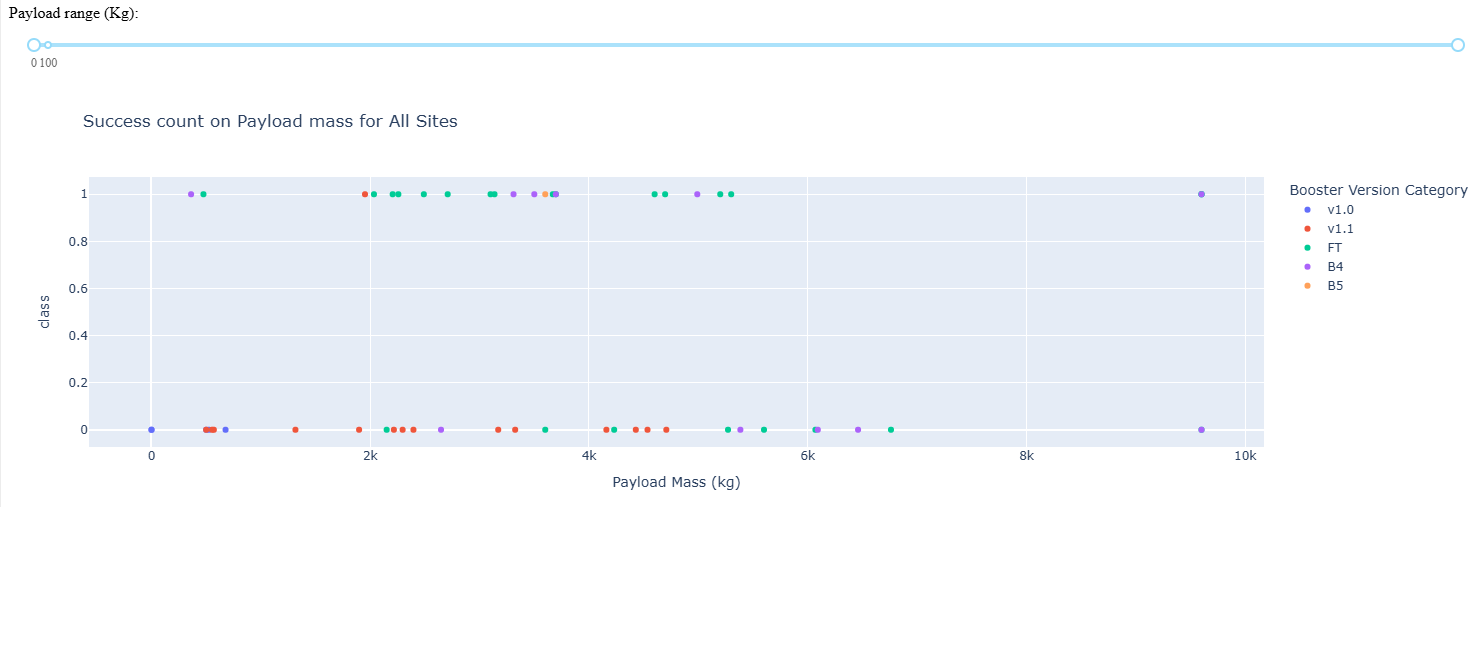 Payload range (Kg):
0 100
Success count on Payload mass for All Sites
1
0.8
0.6
0.4
0.2
0
class
0 2k 4k 6k 8k 10k
Payload Mass (kg)
Booster Version Category
v1.0
v1.1
FT
B4
B5